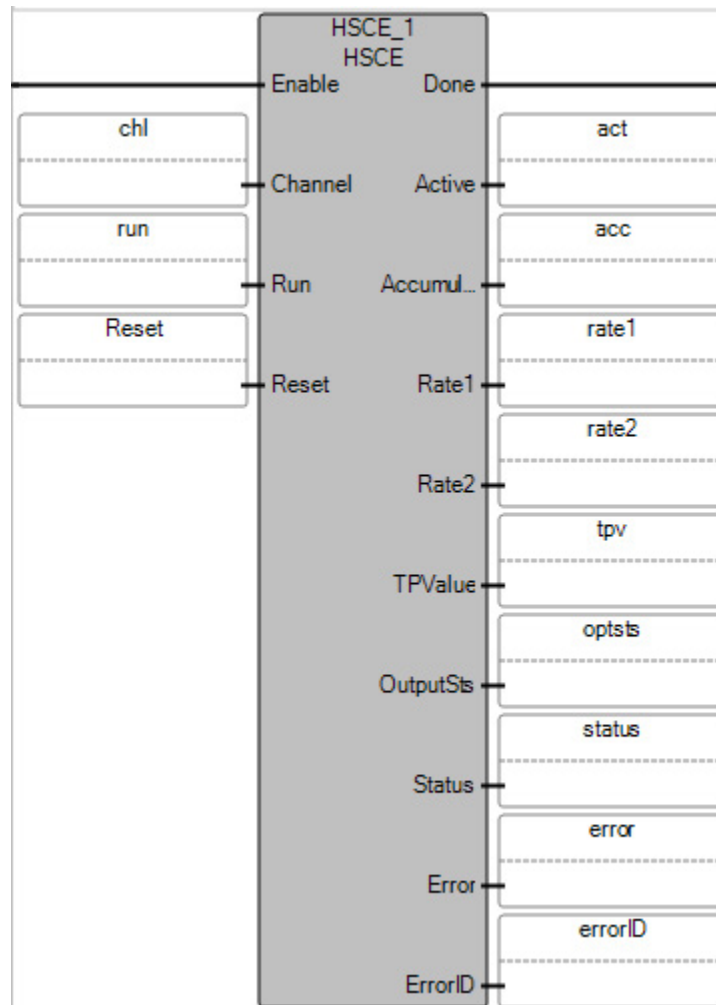 HSCE_1
HSCE
Enable Done
chl act
Channel Active
run acc
Run Accumul...
Reset rate1
Reset Rate1
rate2
Rate2
tpv
TPValue
optsts
OutputSts
status
Status
error
Error
errorID
ErrorID